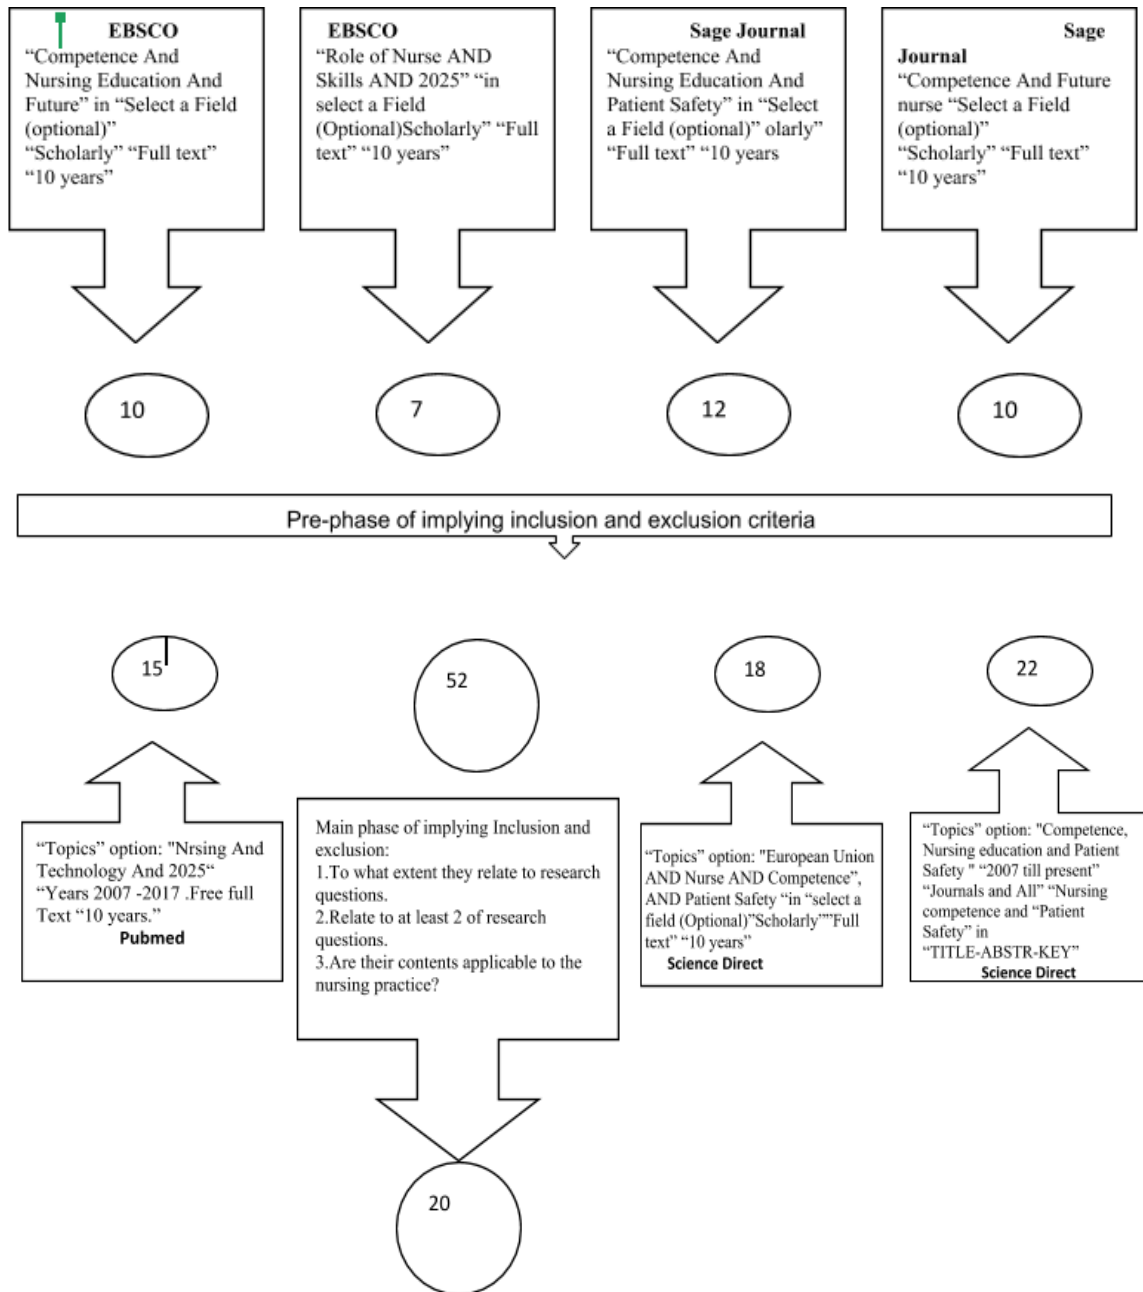 EBSCO
“Competence And
Nursing Education And
Future” in “Select a Field
(optional)”
“Scholarly” “Full text”
“10 years”
EBSCO
“Role of Nurse AND
Skills AND 2025” “in
select a Field
(Optional)Scholarly” “Full
text” “10 years”
Sage Journal
“Competence And
Nursing Education And
Patient Safety” in “Select
a Field (optional)” olarly”
“Full text” “10 years
Sage
Journal
“Competence And Future
nurse “Select a Field
(optional)”
“Scholarly” “Full text”
“10 years”
10
7
12
10
Pre-phase of implying inclusion and exclusion criteria
15
52
18
22
“Topics” option: "Nrsing And
Technology And 2025“
“Years 2007 -2017 .Free full
Text “10 years.”
Pubmed
Main phase of implying Inclusion and
exclusion:
1.To what extent they relate to research
questions.
2.Relate to at least 2 of research
questions.
3.Are their contents applicable to the
nursing practice?
“Topics” option: "European Union
AND Nurse AND Competence”,
AND Patient Safety “in “select a
field (Optional)”Scholarly””Full
text” “10 years”
Science Direct
“Topics” option: "Competence,
Nursing education and Patient
Safety " “2007 till present”
“Journals and All” “Nursing
competence and “Patient
Safety” in
“TITLE-ABSTR-KEY”
Science Direct
20